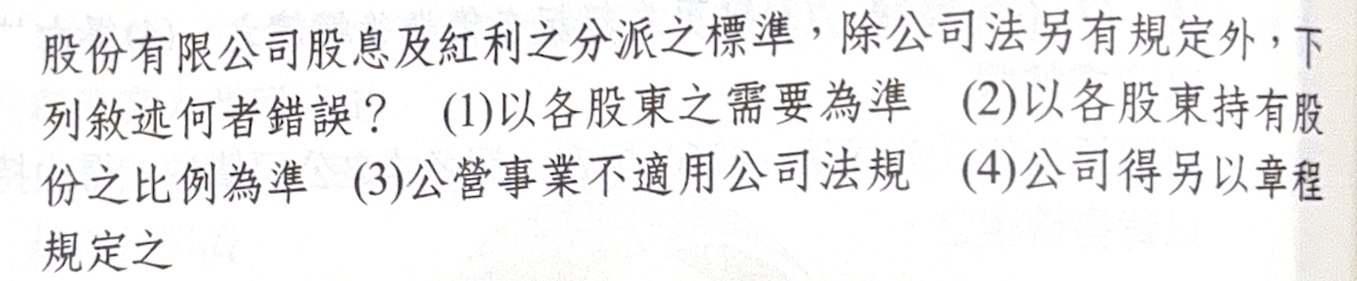 股份有限公司股息及紅利之分派之標準，除公司法另有規定外，下
列敘述何者錯誤？　(1)以各股東之需要為準　(2)以各股東持有股
份之比例為準　(3)公營事業不適用公司法規　(4)公司得另以章程
規定之